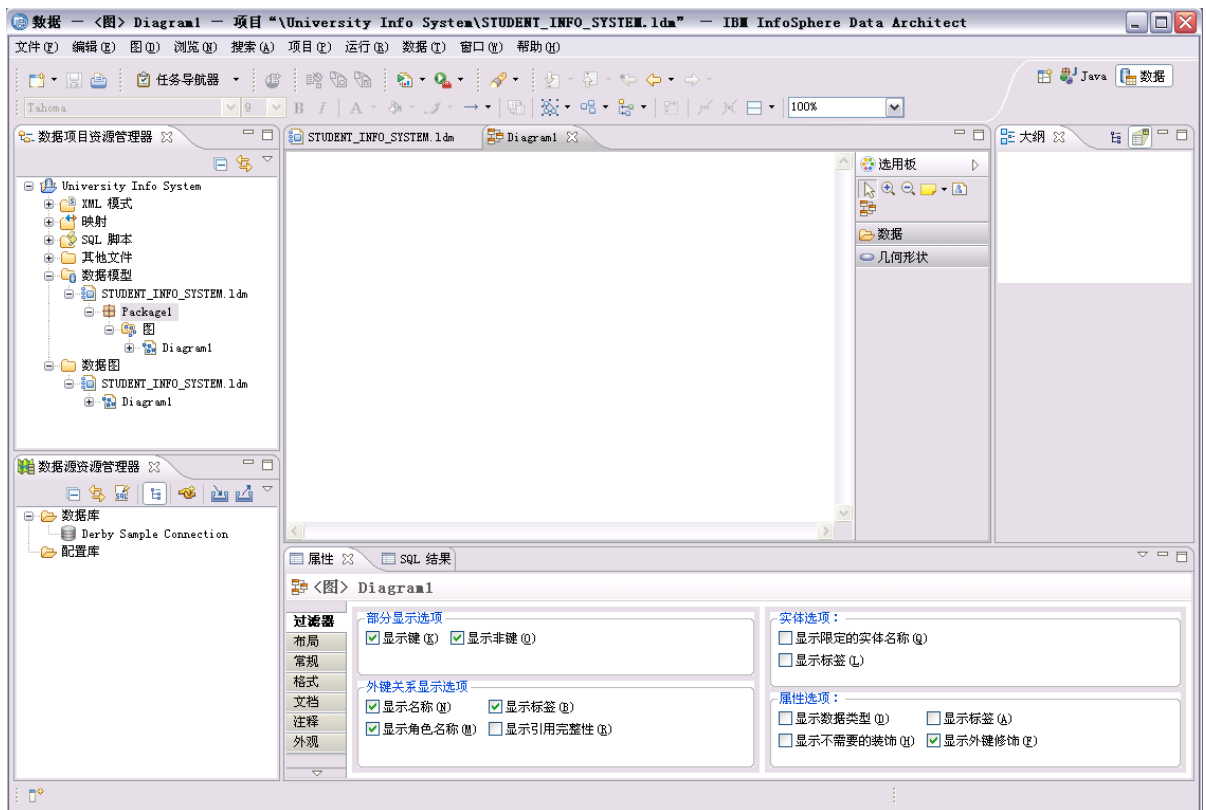 数据 － <图> Diagram1 － 项目“\University Info System\STUDENT_INFO_SYSTEM.ldm” － IBM InfoSphere Data Architect
文件(F) 编辑(E) 图(D) 浏览(N) 搜索(A) 项目(P) 运行(R) 数据(T) 窗口(W) 帮助(H)
任务导航器
Java
数据
Tahoma
9
B I A
100%
数据项目资源管理器
University Info System
XML 模式
映射
SQL 脚本
其他文件
数据模型
STUDENT_INFO_SYSTEM.ldm
Package1
图
Diagram1
数据图
STUDENT_INFO_SYSTEM.ldm
Diagram1
数据源资源管理器
SQL
数据库
Derby Sample Connection
配置库
STUDENT_INFO_SYSTEM.ldm
Diagram1
选用板
数据
几何形状
大纲
属性
SQL 结果
<图> Diagram1
过滤器
布局
常规
格式
文档
注释
外观
部分显示选项
显示键(K) 显示非键(O)
外键关系显示选项
显示名称(N) 显示标签(B)
显示角色名称(M) 显示引用完整性(R)
实体选项：
显示限定的实体名称(Q)
显示标签(L)
属性选项：
显示数据类型(D) 显示标签(A)
显示不需要的装饰(H) 显示外键修饰(F)